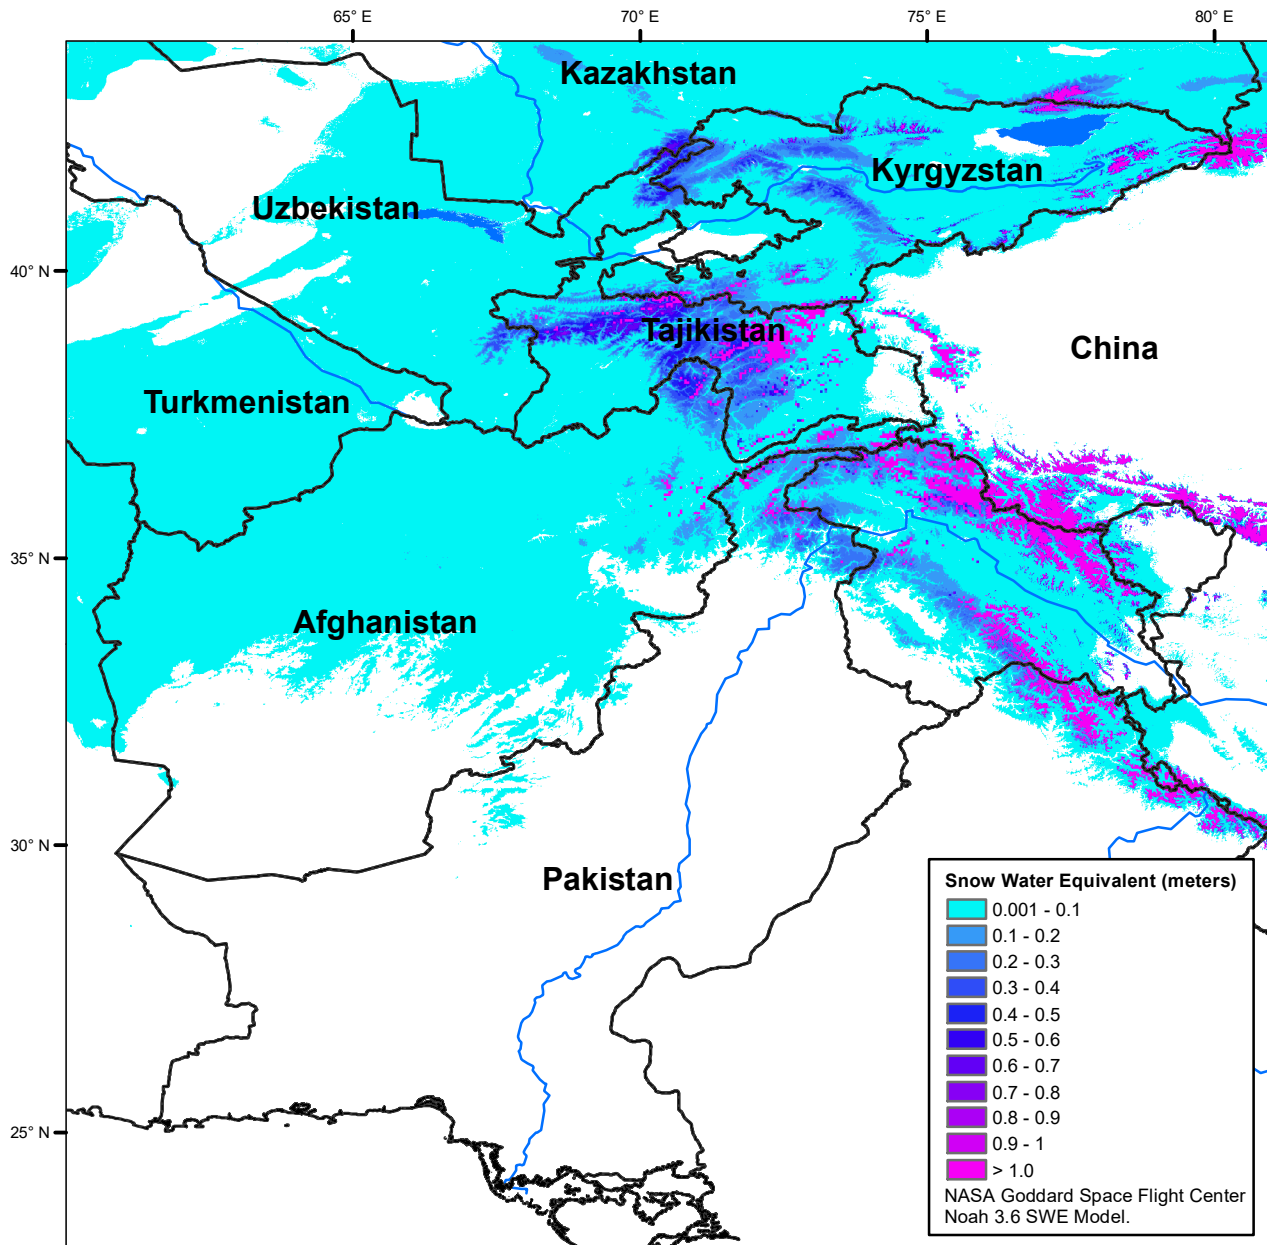 65° E
70° E
75° E
80° E
Kazakhstan
Kyrgyzstan
Uzbekistan
40° N
Tajikistan
China
Turkmenistan
35° N
Afghanistan
30° N
Pakistan
25° N
Snow Water Equivalent (meters)
0.001 - 0.1
0.1 - 0.2
0.2 - 0.3
0.3 - 0.4
0.4 - 0.5
0.5 - 0.6
0.6 - 0.7
0.7 - 0.8
0.8 - 0.9
0.9 - 1
> 1.0
NASA Goddard Space Flight Center
Noah 3.6 SWE Model.